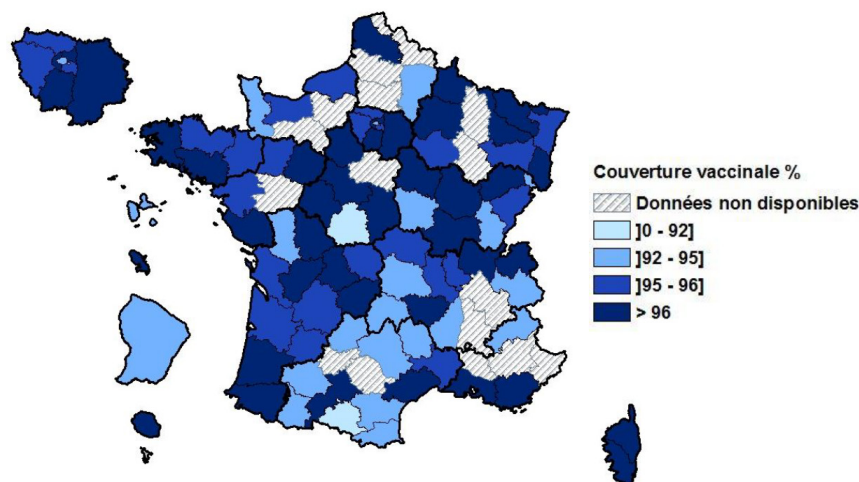 Couverture vaccinale %
Données non disponibles
]0 - 92]
]92 - 95]
]95 - 96]
> 96